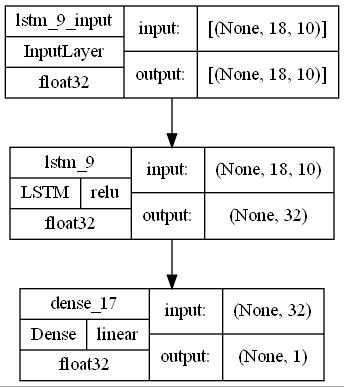 lstm_9_input input: [(None, 18, 10)]
InputLayer
float32 output: [(None, 18, 10)]
lstm_9 input: (None, 18, 10)
LSTM relu
float32 output: (None, 32)
dense_17 input: (None, 32)
Dense linear
float32 output: (None, 1)